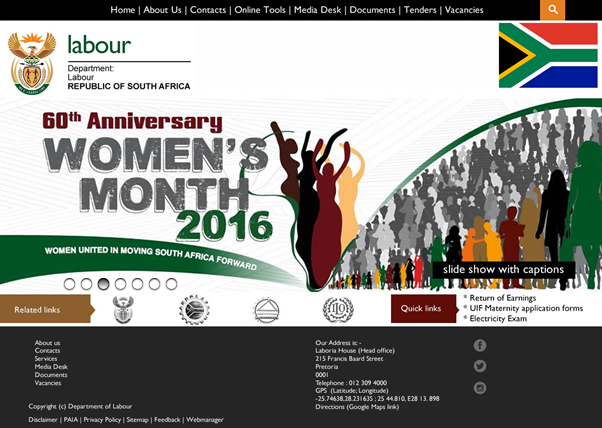 Home | About Us | Contacts | Online Tools | Media Desk | Documents | Tenders | Vacancies
labour
Department:
Labour
REPUBLIC OF SOUTH AFRICA
60th Anniversary
WOMEN'S
MONTH
2016
WOMEN UNITED IN MOVING SOUTH AFRICA FORWARD
slide show with captions
Related links
Quick links
* Return of Earnings
* UIF Maternity application forms
* Electricity Exam
About us
Contacts
Services
Media Desk
Documents
Vacancies
Our Address is: -
Laboria House (Head office)
215 Francis Baard Street
Pretoria
0001
Telephone : 012 309 4000
GPS (Latitude; Longitude)
-25.74638,28.231635 ; 25 44.810, E28 13, 898
Directions (Google Maps link)
Copyright (c) Department of Labour
Disclaimer | PAIA | Privacy Policy | Sitemap | Feedback | Webmanager